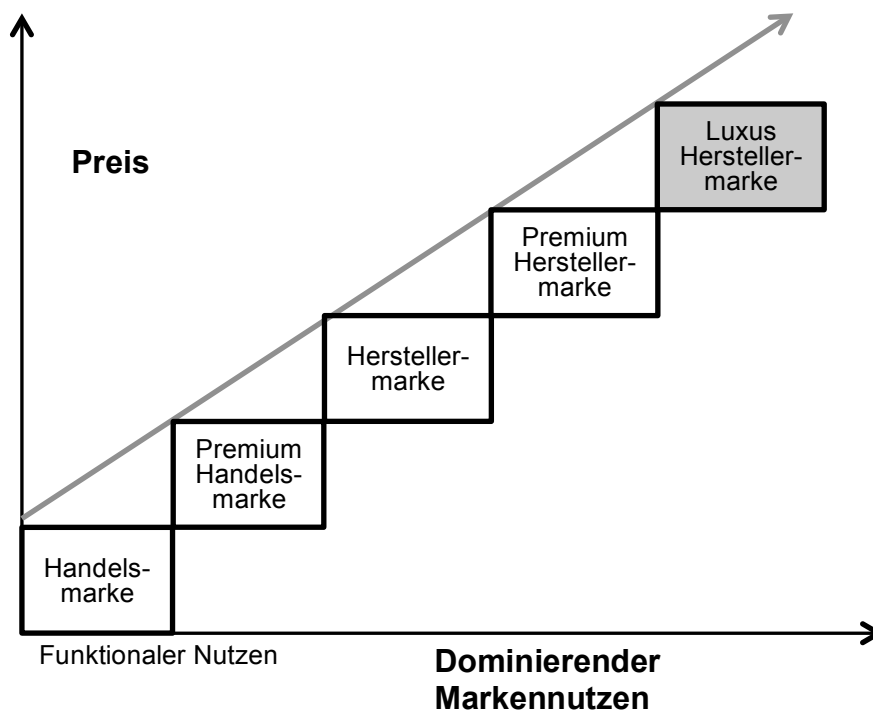 Preis
Luxus
Hersteller-
marke
Premium
Hersteller-
marke
Hersteller-
marke
Premium
Handels-
marke
Handels-
marke
Funktionaler Nutzen
Dominierender
Markennutzen